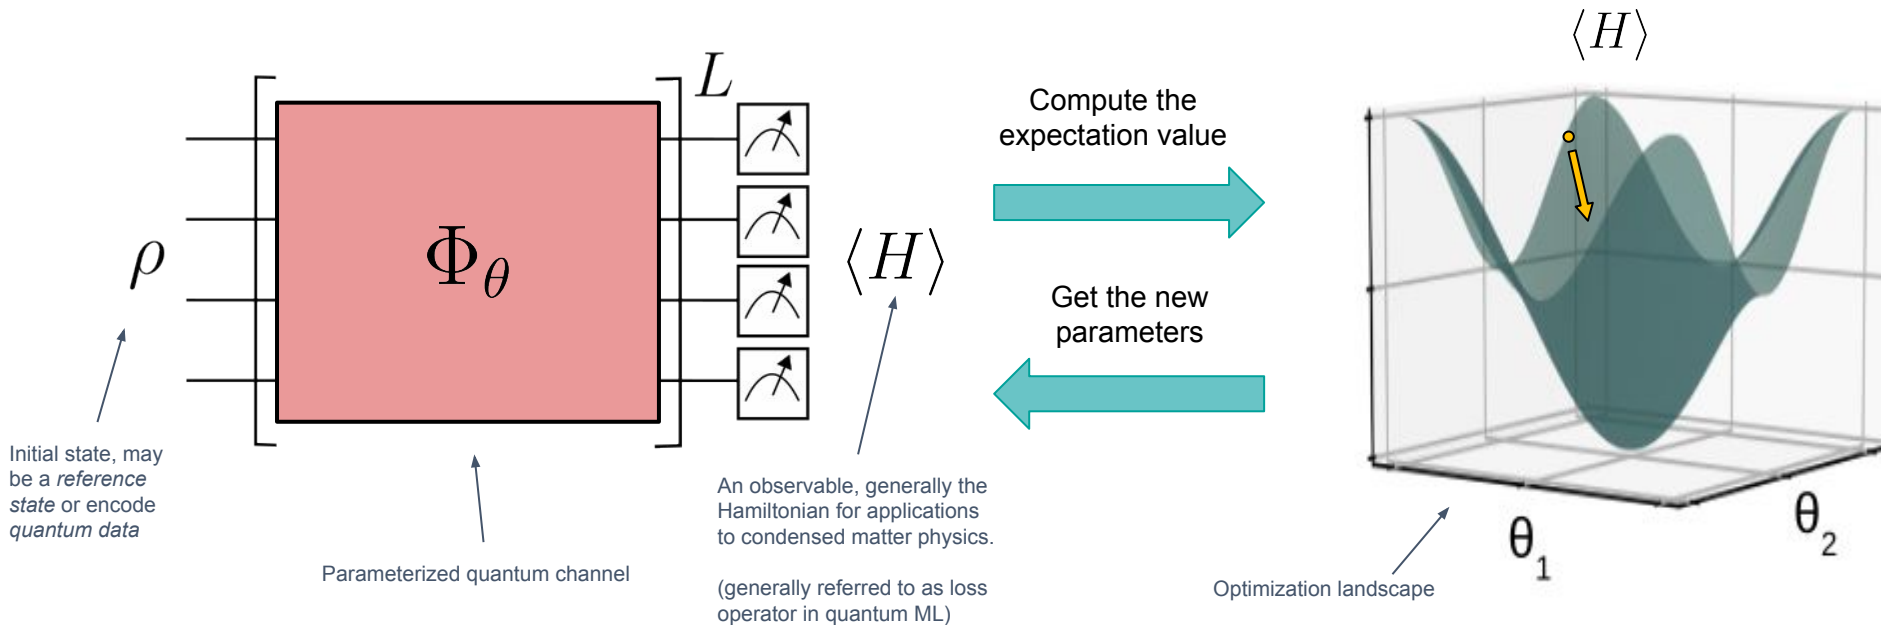 ρ
Φ_θ
L
⟨H⟩
Initial state, may
be a reference
state or encode
quantum data
Parameterized quantum channel
An observable, generally the
Hamiltonian for applications
to condensed matter physics.
(generally referred to as loss
operator in quantum ML)
Compute the
expectation value
Get the new
parameters
⟨H⟩
θ₁
θ₂
Optimization landscape